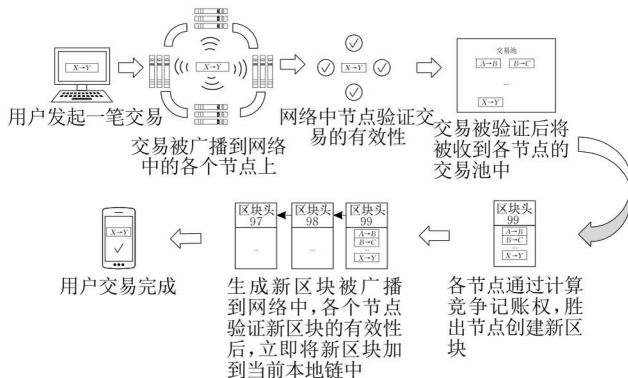 X→Y
用户发起一笔交易
X→Y
交易被广播到网络
中的各个节点上
X→Y
网络中节点验证交
易的有效性
交易池
A→B B→C
...
X→Y
交易被验证后将
被收到各节点的
交易池中
区块头
99
A→B
B→C
...
X→Y
各节点通过计算
竞争记账权，胜
出节点创建新区
块
区块头
97
...
区块头
98
...
区块头
99
A→B
B→C
...
X→Y
生成新区块被广播
到网络中，各个节点
验证新区块的有效性
后，立即将新区块加
到当前本地链中
X→Y
用户交易完成